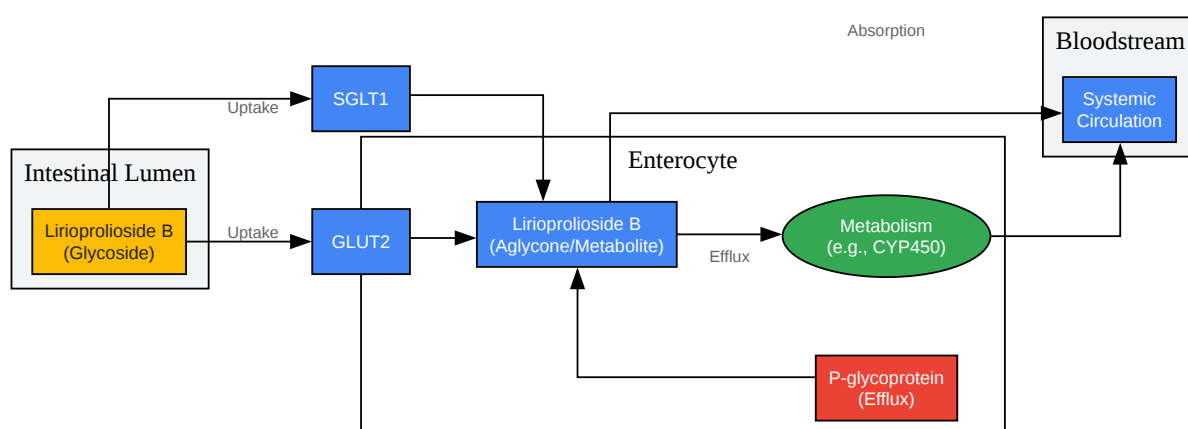 Absorption
Bloodstream
Systemic
Circulation
SGLT1
Uptake
Intestinal Lumen
Enterocyte
Lirioprolioside B
(Glycoside)
Uptake
GLUT2
Lirioprolioside B
(Aglycone/Metabolite)
Efflux
Metabolism
(e.g., CYP450)
P-glycoprotein
(Efflux)